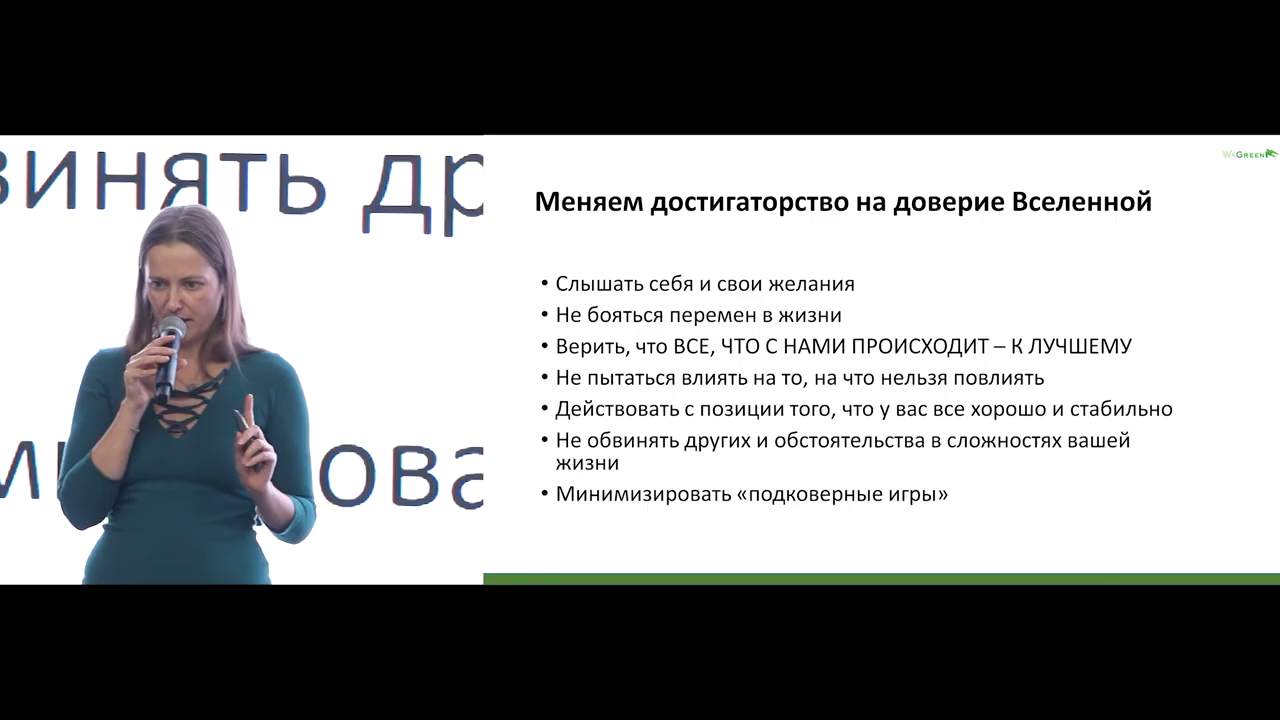 винять др
ова
WeGreen
Меняем достигаторство на доверие Вселенной
• Слышать себя и свои желания
• Не бояться перемен в жизни
• Верить, что ВСЕ, ЧТО С НАМИ ПРОИСХОДИТ – К ЛУЧШЕМУ
• Не пытаться влиять на то, на что нельзя повлиять
• Действовать с позиции того, что у вас все хорошо и стабильно
• Не обвинять других и обстоятельства в сложностях вашей
жизни
• Минимизировать «подковерные игры»